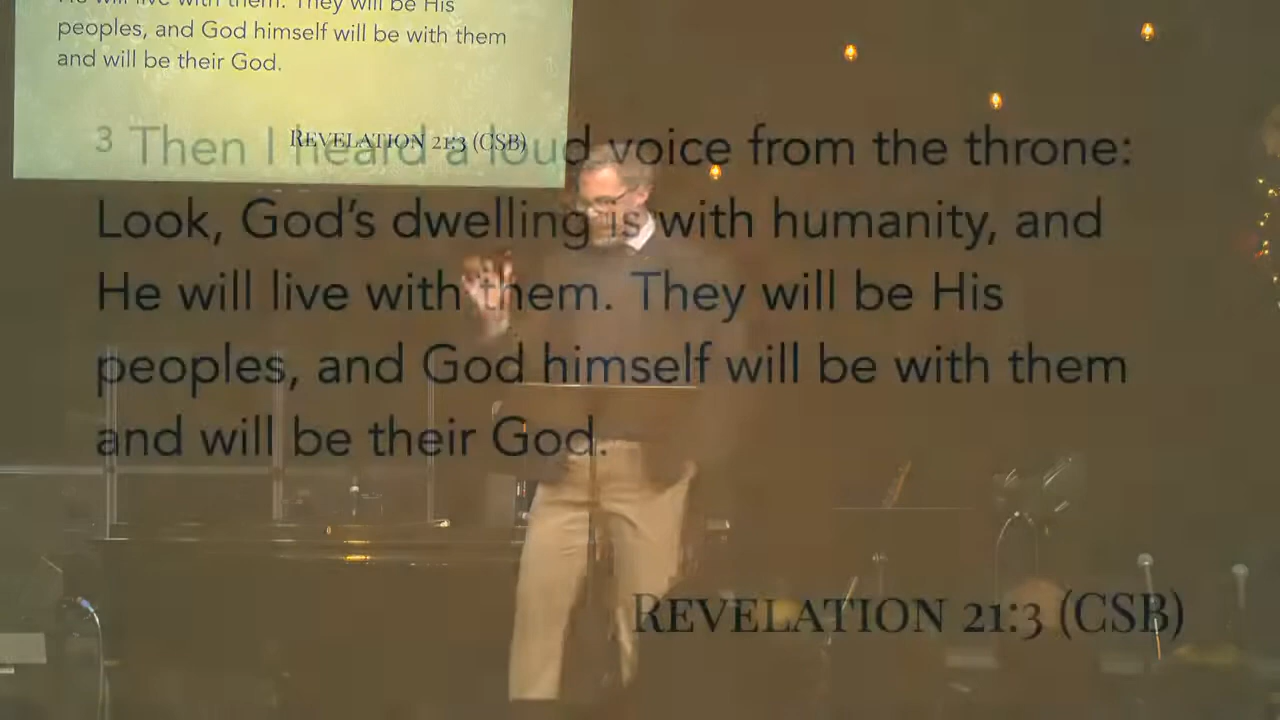 He will live with them. They will be His
peoples, and God himself will be with them
and will be their God.
REVELATION 21:3 (CSB)
3 Then I heard a loud voice from the throne:
Look, God's dwelling is with humanity, and
He will live with them. They will be His
peoples, and God himself will be with them
and will be their God.
REVELATION 21:3 (CSB)